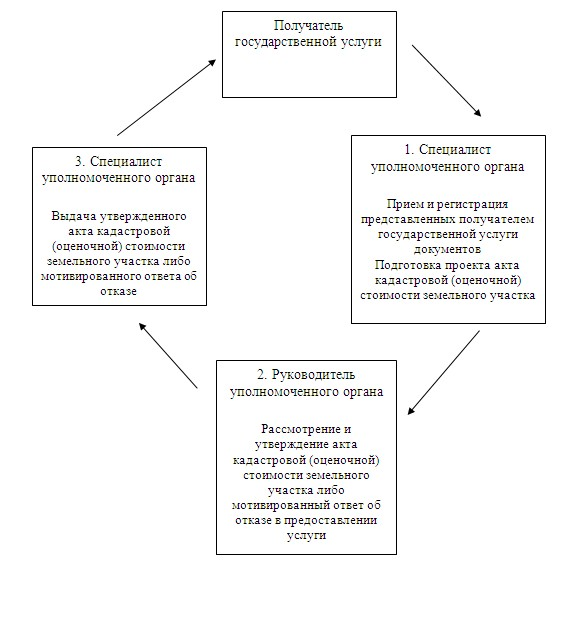 Получатель
государственной услуги
1. Специалист
уполномоченного органа
Прием и регистрация
представленных получателем
государственной услуги
документов
Подготовка проекта акта
кадастровой (оценочной)
стоимости земельного участка
2. Руководитель
уполномоченного органа
Рассмотрение и
утверждение акта
кадастровой (оценочной)
стоимости земельного
участка либо
мотивированный ответ об
отказе в предоставлении
услуги
3. Специалист
уполномоченного органа
Выдача утвержденного
акта кадастровой
(оценочной) стоимости
земельного участка либо
мотивированного ответа об
отказе